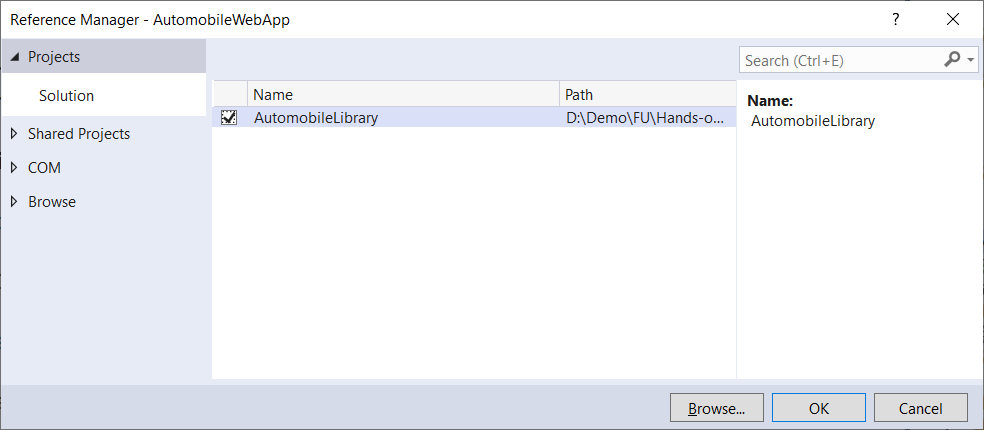 Reference Manager - AutomobileWebApp
?
Projects
Search (Ctrl+E)
Solution
Name
Path
Name:
AutomobileLibrary
D:\Demo\FU\Hands-o...
AutomobileLibrary
Shared Projects
COM
Browse
Browse...
OK
Cancel